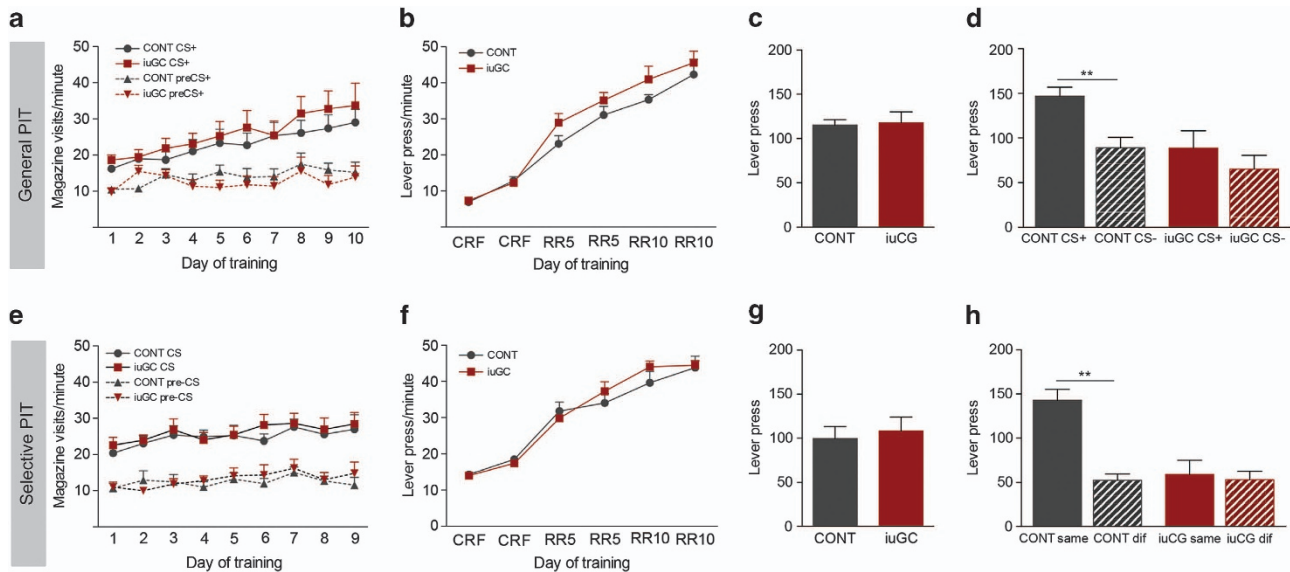 a
b
c
d
General PIT
Magazine visits/minute
50
40
30
20
10
CONT CS+
iuGC CS+
CONT preCS+
iuGC preCS+
1 2 3 4 5 6 7 8 9 10
Day of training
Lever press/minute
50
40
30
20
10
0
CONT
iuGC
CRF CRF RR5 RR5 RR10 RR10
Day of training
Lever press
200
150
100
50
0
CONT iuCG
Lever press
200
150
100
50
0
**
CONT CS+ CONT CS- iuGC CS+ iuGC CS-
e
f
g
h
Selective PIT
Magazine visits/minute
50
40
30
20
10
CONT CS
iuGC CS
CONT pre-CS
iuGC pre-CS
1 2 3 4 5 6 7 8 9
Day of training
Lever press/minute
50
40
30
20
10
0
CONT
iuGC
CRF CRF RR5 RR5 RR10 RR10
Day of training
Lever press
200
150
100
50
0
CONT iuGC
Lever press
200
150
100
50
0
**
CONT same CONT dif iuCG same iuCG dif